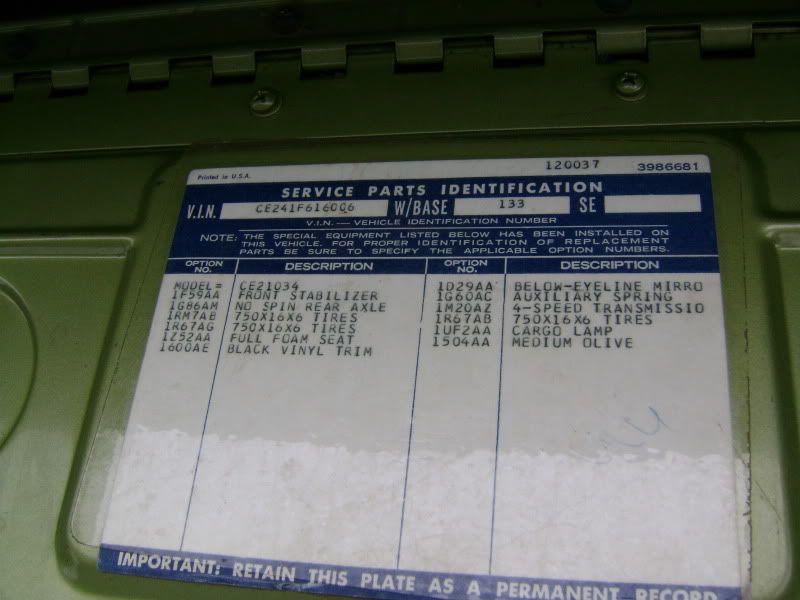 Printed in U.S.A. 120037 3986681
SERVICE PARTS IDENTIFICATION
V.I.N. CE241F616006 W/BASE 133 SE
V.I.N. — VEHICLE IDENTIFICATION NUMBER
NOTE: THE SPECIAL EQUIPMENT LISTED BELOW HAS BEEN INSTALLED ON
THIS VEHICLE. FOR PROPER IDENTIFICATION OF REPLACEMENT
PARTS BE SURE TO SPECIFY THE APPLICABLE OPTION NUMBERS.
OPTION NO. DESCRIPTION OPTION NO. DESCRIPTION
MODEL= CE21034 1D29AA BELOW-EYELINE MIRRO
1F59AA FRONT STABILIZER 1G60AC AUXILIARY SPRING
1G86AM NO SPIN REAR AXLE 1M20AZ 4-SPEED TRANSMISSIO
1RM7AB 750X16X6 TIRES 1R67AB 750X16X6 TIRES
1R67AG 750X16X6 TIRES 1UF2AA CARGO LAMP
1Z52AA FULL FOAM SEAT 1504AA MEDIUM OLIVE
1600AE BLACK VINYL TRIM
IMPORTANT: RETAIN THIS PLATE AS A PERMANENT RECORD